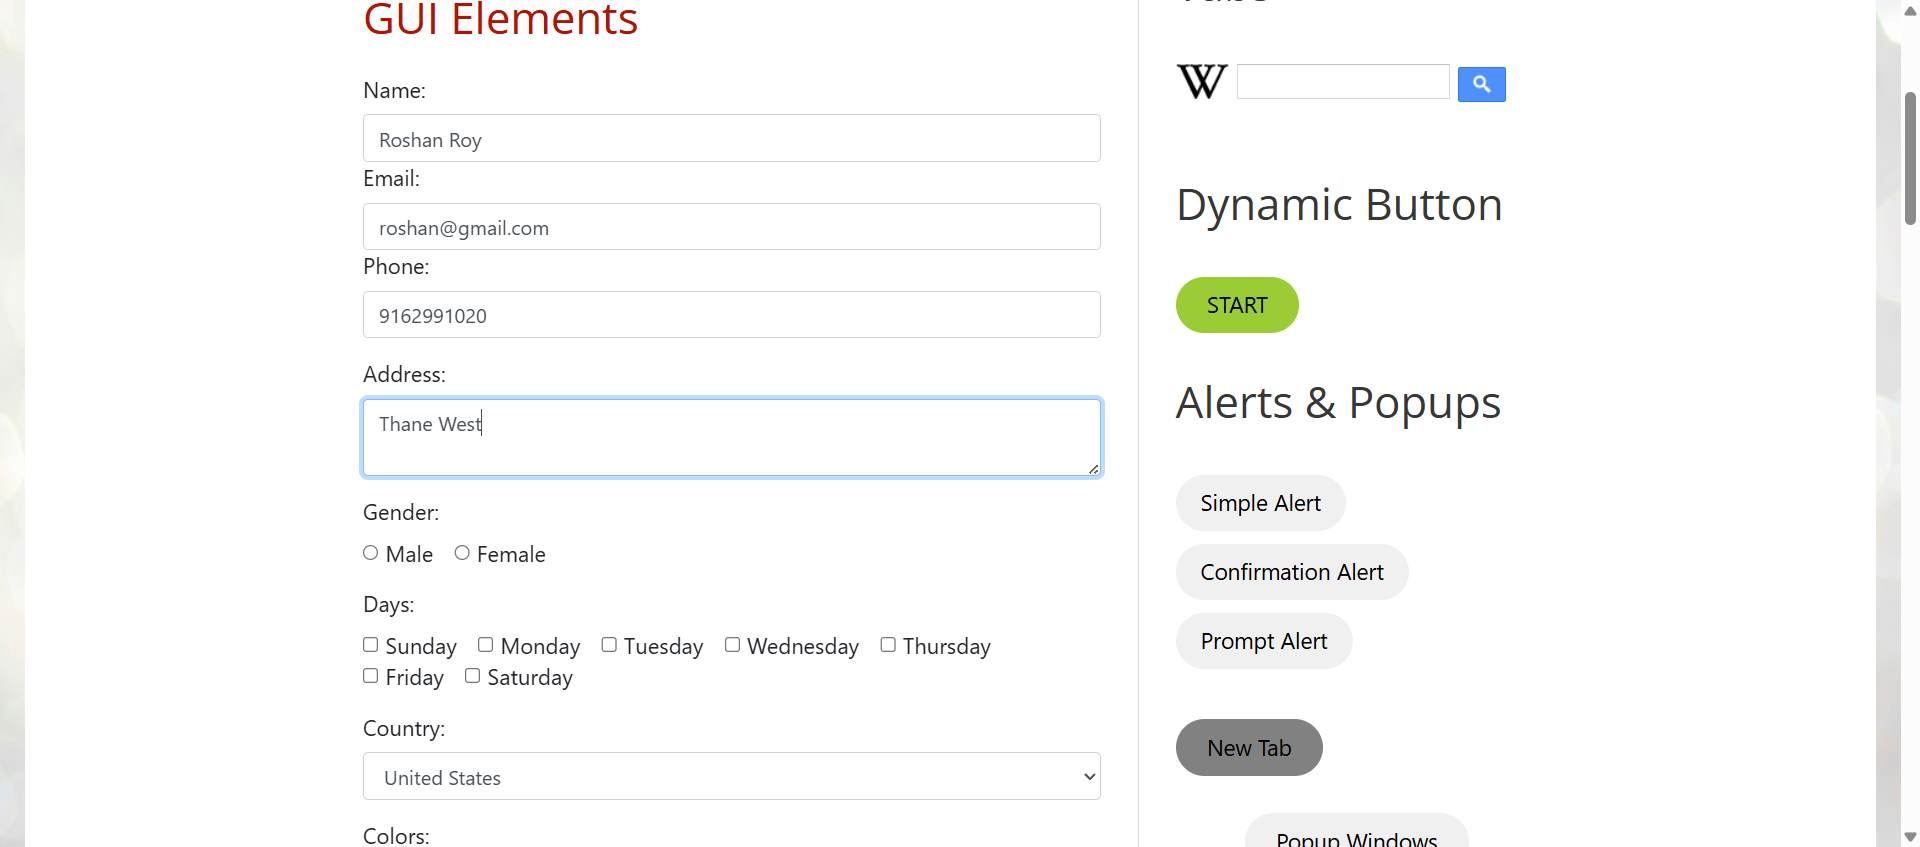 GUI Elements
Name:
Roshan Roy
Email:
roshan@gmail.com
Phone:
9162991020
Address:
Thane West
Gender:
Male Female
Days:
Sunday Monday Tuesday Wednesday Thursday
Friday Saturday
Country:
United States
Colors:
W
Dynamic Button
START
Alerts & Popups
Simple Alert
Confirmation Alert
Prompt Alert
New Tab
Popup Windows